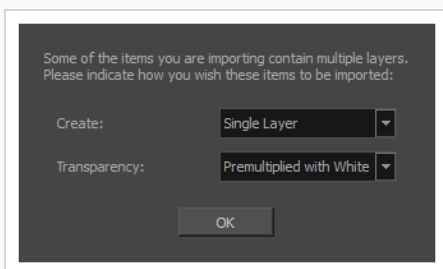 Some of the items you are importing contain multiple layers.
Please indicate how you wish these items to be imported:
Create: Single Layer
Transparency: Premultiplied with White
OK